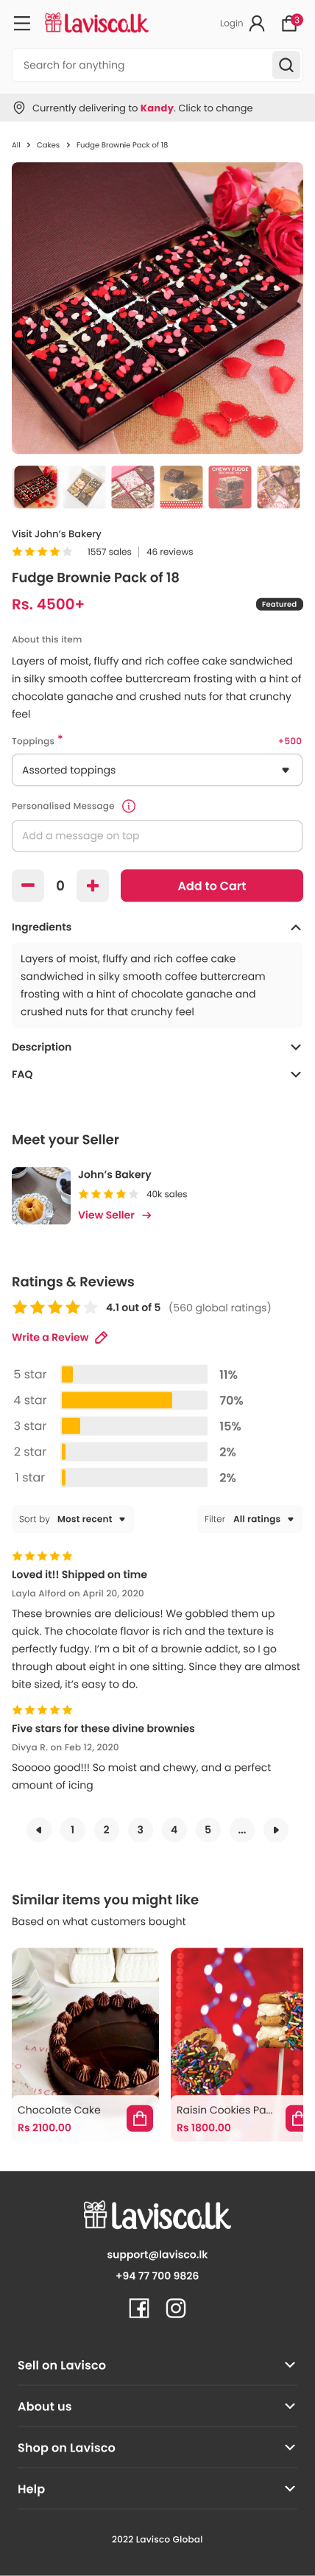 Lavisco.lk
Login
3
Search for anything
Currently delivering to Kandy. Click to change
All > Cakes > Fudge Brownie Pack of 18
CHEWY FUDGE
Visit John’s Bakery
1557 sales | 46 reviews
Fudge Brownie Pack of 18
Rs. 4500+
Featured
About this item
Layers of moist, fluffy and rich coffee cake sandwiched
in silky smooth coffee buttercream frosting with a hint of
chocolate ganache and crushed nuts for that crunchy
feel
Toppings *
+500
Assorted toppings
Personalised Message
Add a message on top
0
Add to Cart
Ingredients
Layers of moist, fluffy and rich coffee cake
sandwiched in silky smooth coffee buttercream
frosting with a hint of chocolate ganache and
crushed nuts for that crunchy feel
Description
FAQ
Meet your Seller
John’s Bakery
40k sales
View Seller
Ratings & Reviews
4.1 out of 5 (560 global ratings)
Write a Review
5 star 11%
4 star 70%
3 star 15%
2 star 2%
1 star 2%
Sort by Most recent
Filter All ratings
Loved it!! Shipped on time
Layla Alford on April 20, 2020
These brownies are delicious! We gobbled them up
quick. The chocolate flavor is rich and the texture is
perfectly fudgy. I’m a bit of a brownie addict, so I go
through about eight in one sitting. Since they are almost
bite sized, it’s easy to do.
Five stars for these divine brownies
Divya R. on Feb 12, 2020
Sooooo good!!! So moist and chewy, and a perfect
amount of icing
1 2 3 4 5 ...
Similar items you might like
Based on what customers bought
Chocolate Cake
Rs 2100.00
Raisin Cookies Pa...
Rs 1800.00
Lavisco.lk
support@lavisco.lk
+94 77 700 9826
Sell on Lavisco
About us
Shop on Lavisco
Help
2022 Lavisco Global